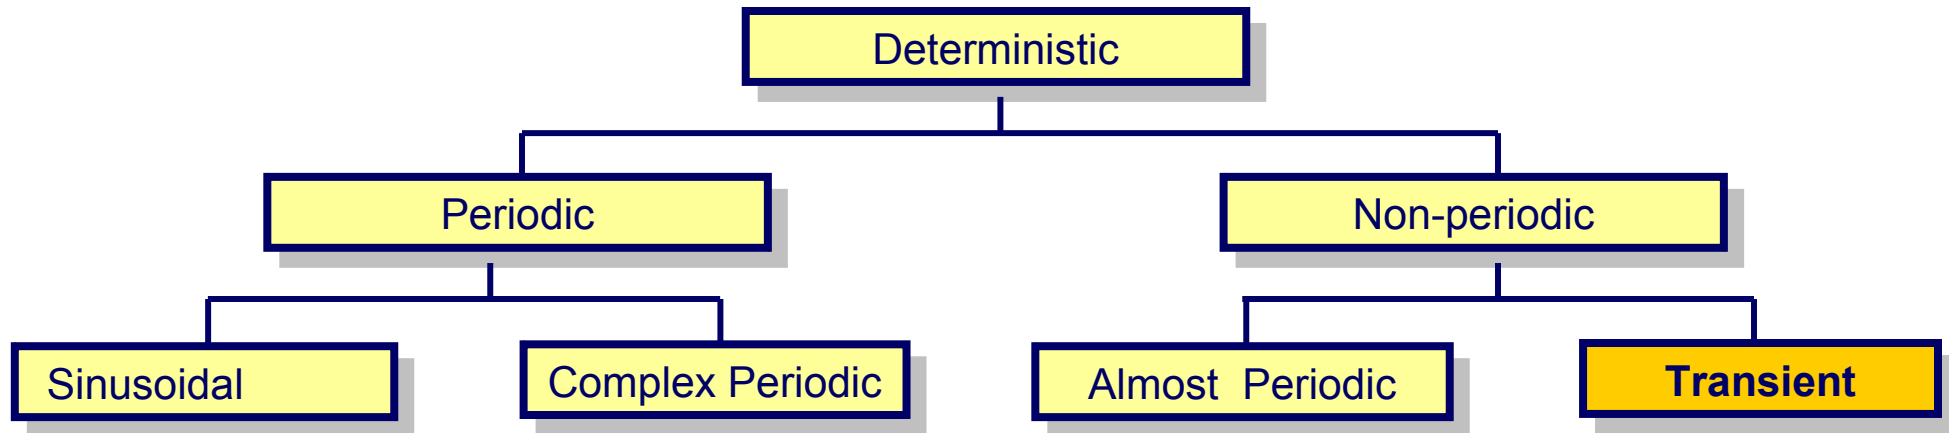 Deterministic
Periodic
Non-periodic
Sinusoidal
Complex Periodic
Almost Periodic
Transient